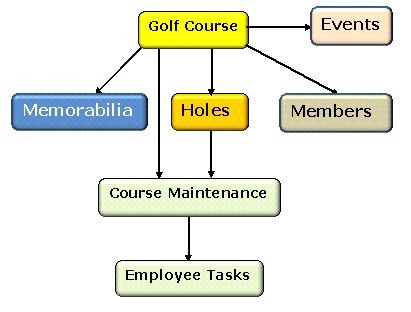 Golf Course
Events
Memorabilia
Holes
Members
Course Maintenance
Employee Tasks